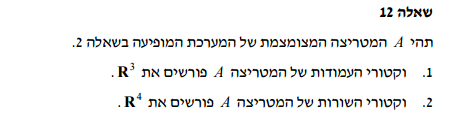 שאלה 12
תהי A המטריצה המצומצמת של המערכת המופיעה בשאלה 2.
1. וקטורי העמודות של המטריצה A פורשים את R³.
2. וקטורי השורות של המטריצה A פורשים את R⁴.